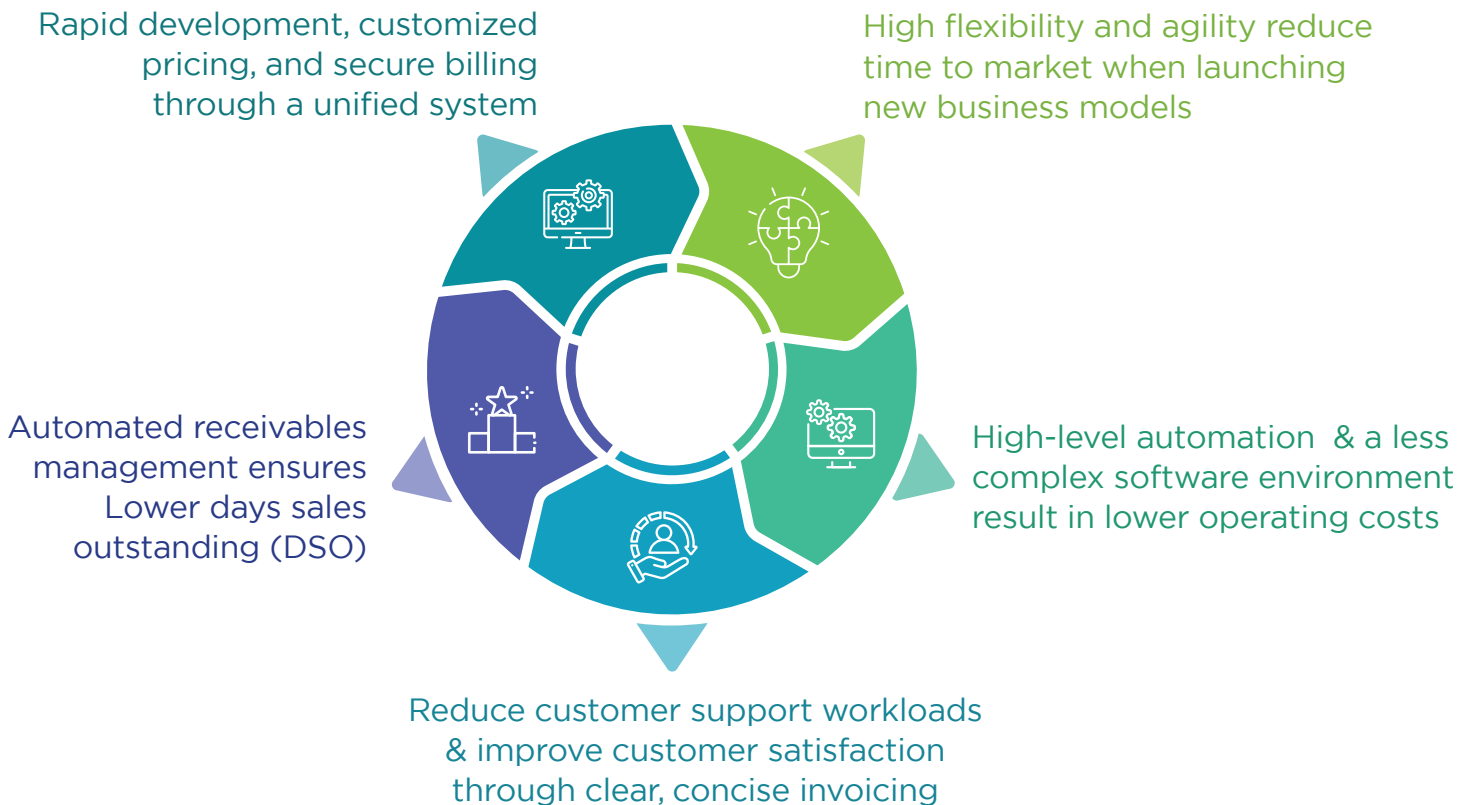 Rapid development, customized
pricing, and secure billing
through a unified system
High flexibility and agility reduce
time to market when launching
new business models
High-level automation  & a less
complex software environment
result in lower operating costs
Reduce customer support workloads
& improve customer satisfaction
through clear, concise invoicing
Automated receivables
management ensures
Lower days sales
outstanding (DSO)